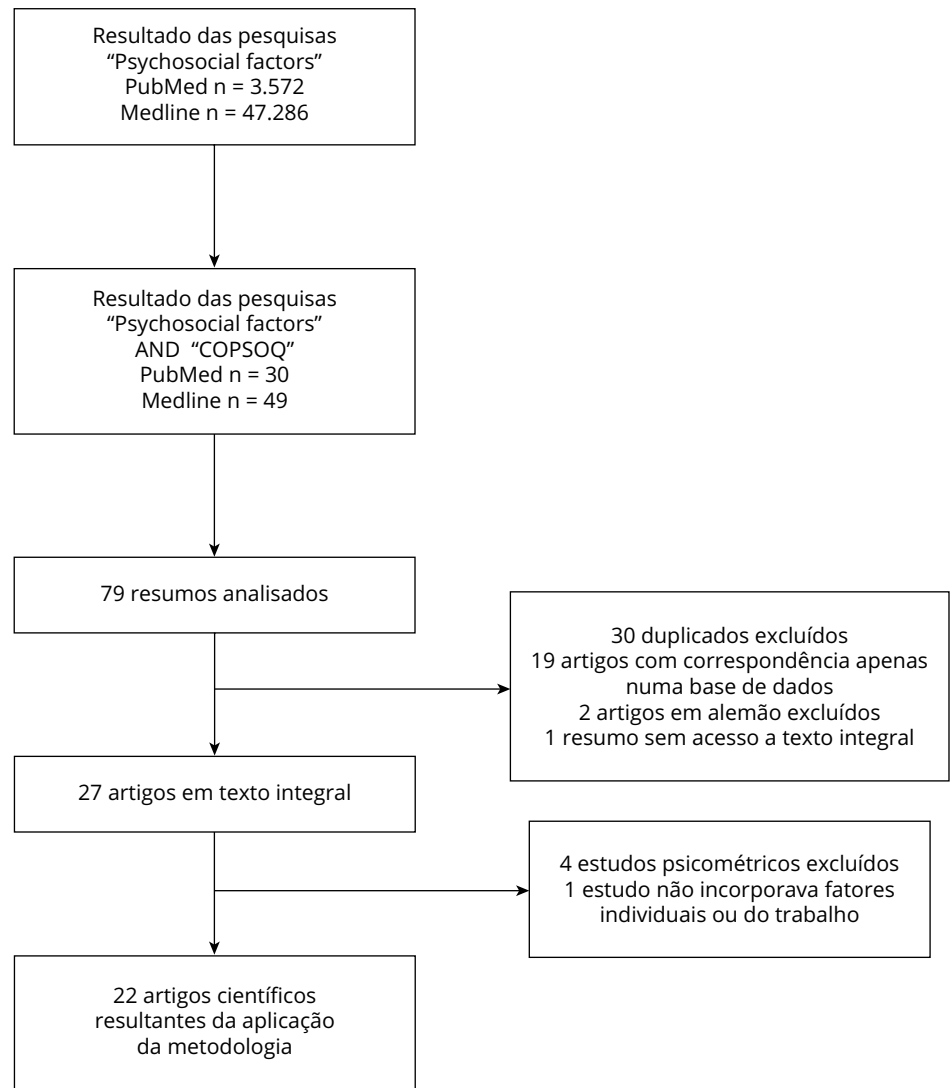 Resultado das pesquisas
“Psychosocial factors”
PubMed n = 3.572
Medline n = 47.286
Resultado das pesquisas
“Psychosocial factors”
AND “COPSOQ”
PubMed n = 30
Medline n = 49
79 resumos analisados
30 duplicados excluídos
19 artigos com correspondência apenas
numa base de dados
2 artigos em alemão excluídos
1 resumo sem acesso a texto integral
27 artigos em texto integral
4 estudos psicométricos excluídos
1 estudo não incorporava fatores
individuais ou do trabalho
22 artigos científicos
resultantes da aplicação
da metodologia